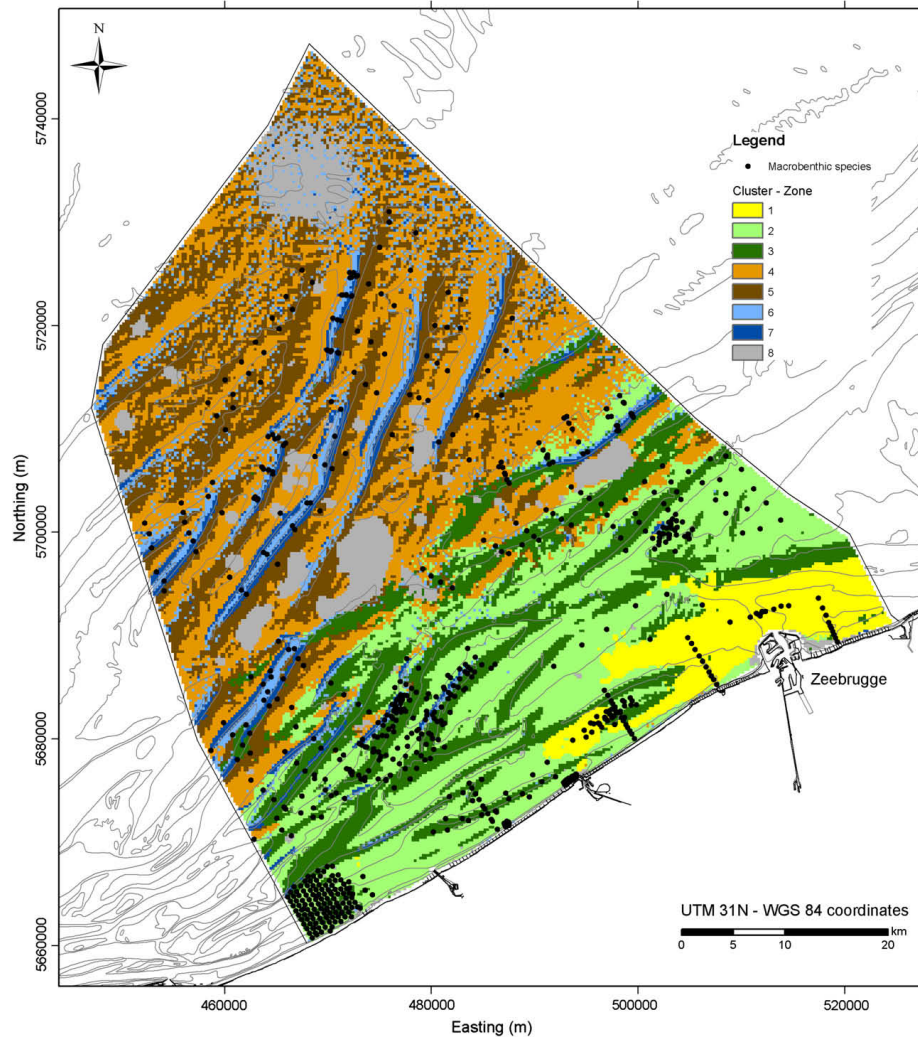 N
5740000
5720000
5700000
5680000
5660000
Northing (m)
Legend
Macrobenthic species
Cluster - Zone
1
2
3
4
5
6
7
8
Zeebrugge
UTM 31N - WGS 84 coordinates
km
0 5 10 20
460000 480000 500000 520000
Easting (m)